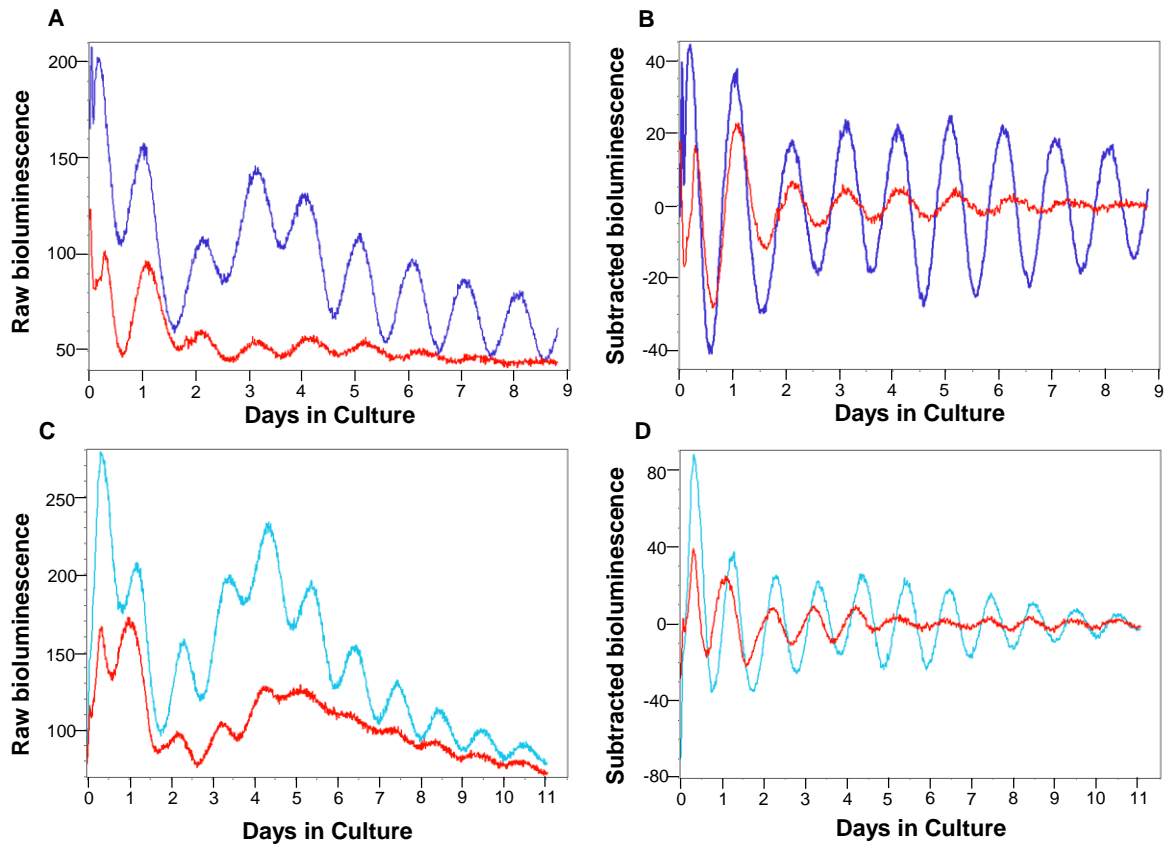 A
Raw bioluminescence
200
150
100
50
0 1 2 3 4 5 6 7 8 9
Days in Culture
B
Subtracted bioluminescence
40
20
0
-20
-40
0 1 2 3 4 5 6 7 8 9
Days in Culture
C
Raw bioluminescence
250
200
150
100
0 1 2 3 4 5 6 7 8 9 10 11
Days in Culture
D
Subtracted bioluminescence
80
40
0
-40
-80
0 1 2 3 4 5 6 7 8 9 10 11
Days in Culture